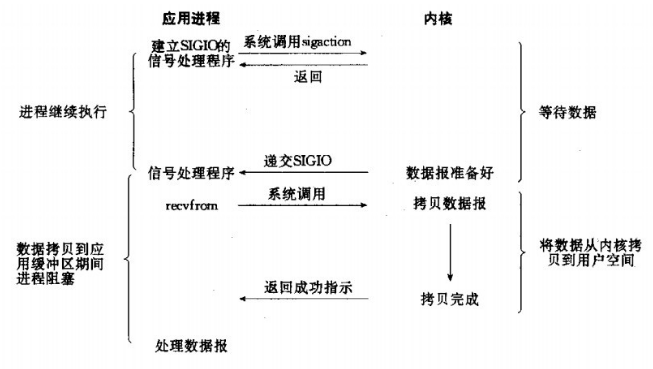 应用进程
内核
建立SIGIO的
信号处理程序
系统调用sigaction
返回
进程继续执行
等待数据
递交SIGIO
信号处理程序
数据报准备好
系统调用
recvfrom
拷贝数据报
数据拷贝到应
用缓冲区期间
进程阻塞
将数据从内核拷
贝到用户空间
返回成功指示
拷贝完成
处理数据报